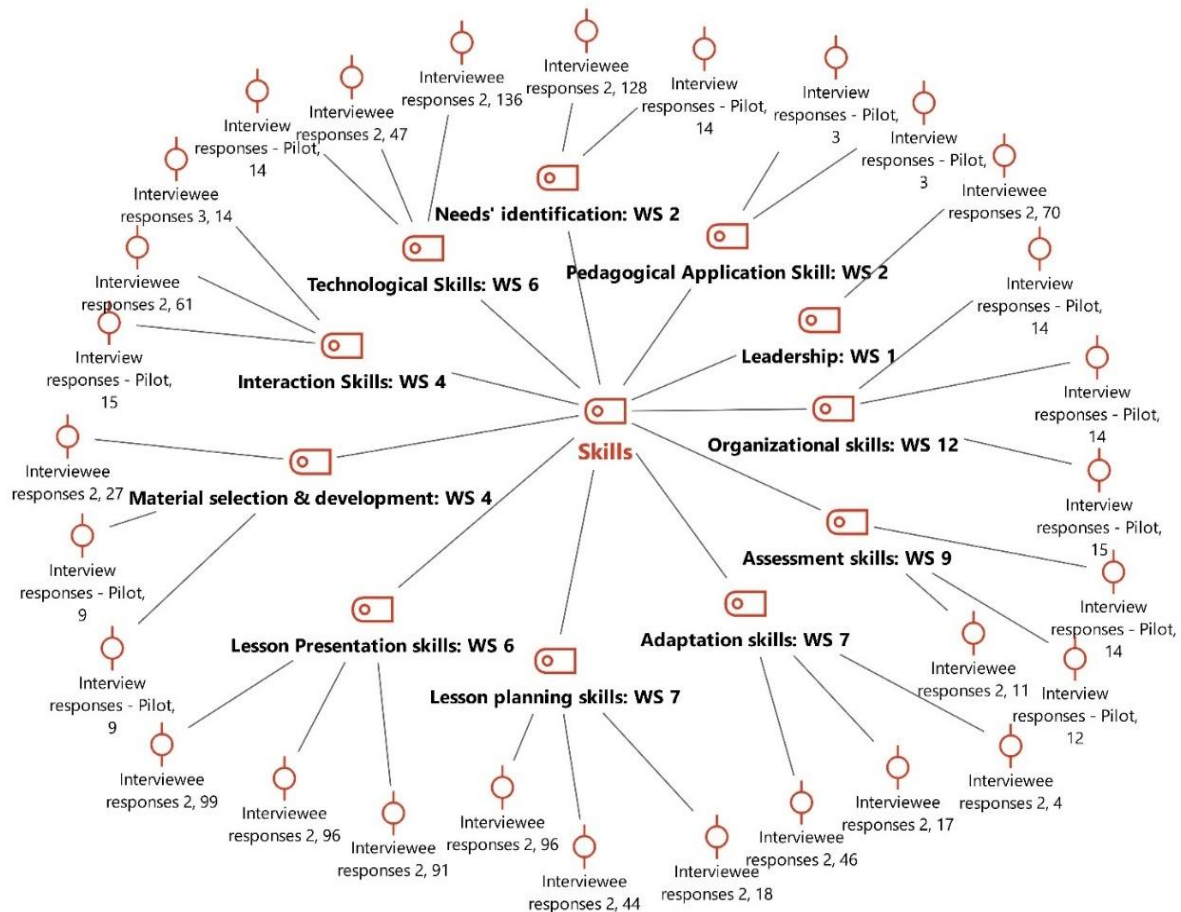 Interviewee
responses 2, 136
Interviewee
responses 2, 128
Interview
responses - Pilot,
14
Interview
responses - Pilot,
3
Interviewee
responses 2, 47
Interview
responses - Pilot,
14
Interview
responses - Pilot,
3
Interviewee
responses 3, 14
Interviewee
responses 2, 70
Needs' identification: WS 2
Technological Skills: WS 6
Pedagogical Application Skill: WS 2
Interviewee
responses 2, 61
Interview
responses - Pilot,
14
Interview
responses - Pilot,
15
Interaction Skills: WS 4
Leadership: WS 1
Interview
responses - Pilot,
14
Skills
Organizational skills: WS 12
Interviewee
responses 2, 27
Material selection & development: WS 4
Interview
responses - Pilot,
15
Interview
responses - Pilot,
9
Assessment skills: WS 9
Interview
responses - Pilot,
14
Lesson Presentation skills: WS 6
Adaptation skills: WS 7
Interviewee
responses 2, 11
Interview
responses - Pilot,
9
Lesson planning skills: WS 7
Interview
responses - Pilot,
12
Interviewee
responses 2, 99
Interviewee
responses 2, 96
Interviewee
responses 2, 91
Interviewee
responses 2, 96
Interviewee
responses 2, 44
Interviewee
responses 2, 18
Interviewee
responses 2, 46
Interviewee
responses 2, 17
Interviewee
responses 2, 4